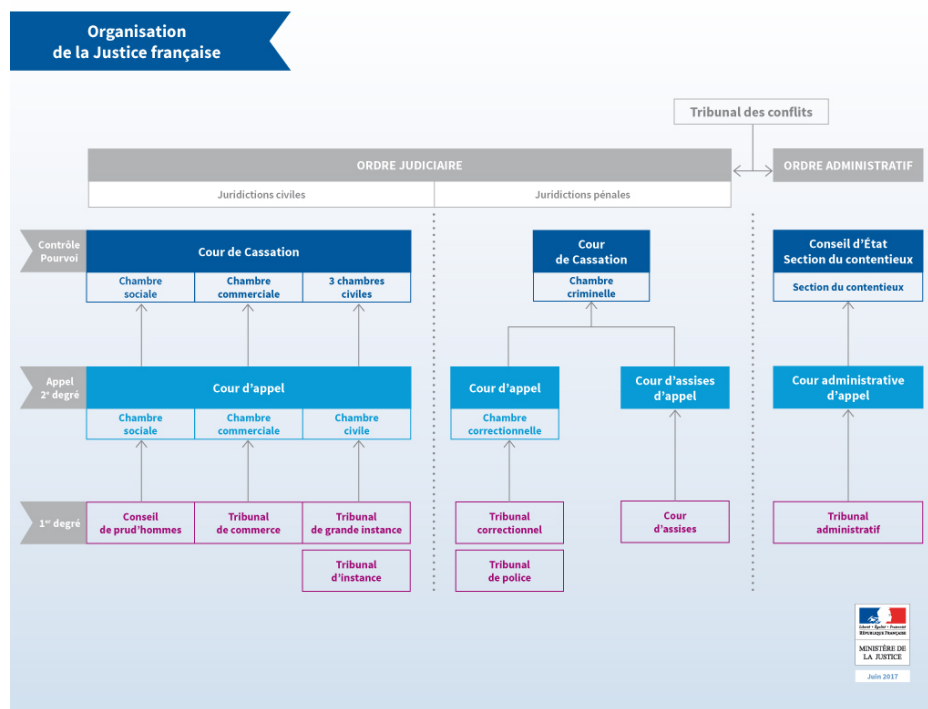 Organisation
de la Justice française
Tribunal des conflits
ORDRE JUDICIAIRE
ORDRE ADMINISTRATIF
Juridictions civiles
Juridictions pénales
Contrôle
Pourvoi
Cour de Cassation
Chambre
sociale
Chambre
commerciale
3 chambres
civiles
Cour
de Cassation
Chambre
criminelle
Conseil d'État
Section du contentieux
Section du contentieux
Appel
2e degré
Cour d'appel
Chambre
sociale
Chambre
commerciale
Chambre
civile
Cour d'appel
Chambre
correctionnelle
Cour d'assises
d'appel
Cour administrative
d'appel
1er degré
Conseil
de prud'hommes
Tribunal
de commerce
Tribunal
de grande instance
Tribunal
d'instance
Tribunal
correctionnel
Tribunal
de police
Cour
d'assises
Tribunal
administratif
Liberté • Égalité • Fraternité
RÉPUBLIQUE FRANÇAISE
MINISTÈRE DE
LA JUSTICE
Juin 2017